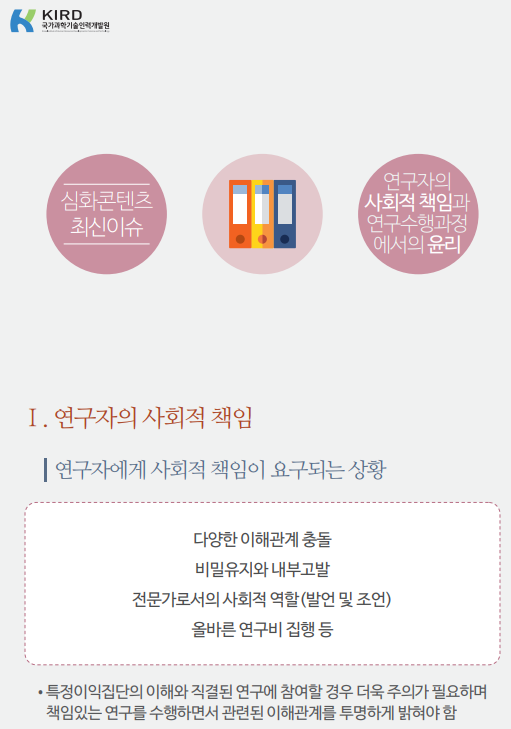 KIRD
국가과학기술인력개발원
심화콘텐츠
최신이슈
연구자의
사회적 책임과
연구수행과정
에서의 윤리
I. 연구자의 사회적 책임
연구자에게 사회적 책임이 요구되는 상황
다양한 이해관계 충돌
비밀유지와 내부고발
전문가로서의 사회적 역할(발언 및 조언)
올바른 연구비 집행 등
• 특정이익집단의 이해와 직결된 연구에 참여할 경우 더욱 주의가 필요하며
책임있는 연구를 수행하면서 관련된 이해관계를 투명하게 밝혀야 함